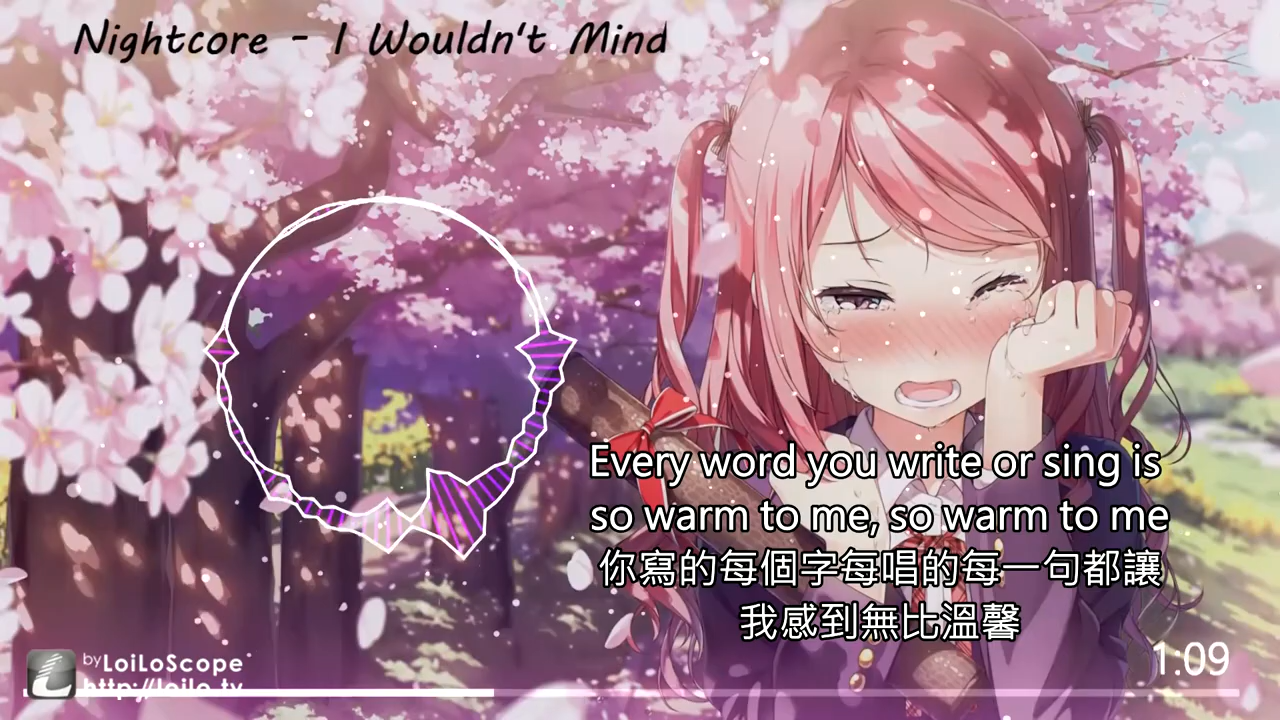 Nightcore - I Wouldn't Mind
Every word you write or sing is
so warm to me, so warm to me
你寫的每個字每唱的每一句都讓
我感到無比溫馨
1:09
by LoiLoScope
http://loilo.tv